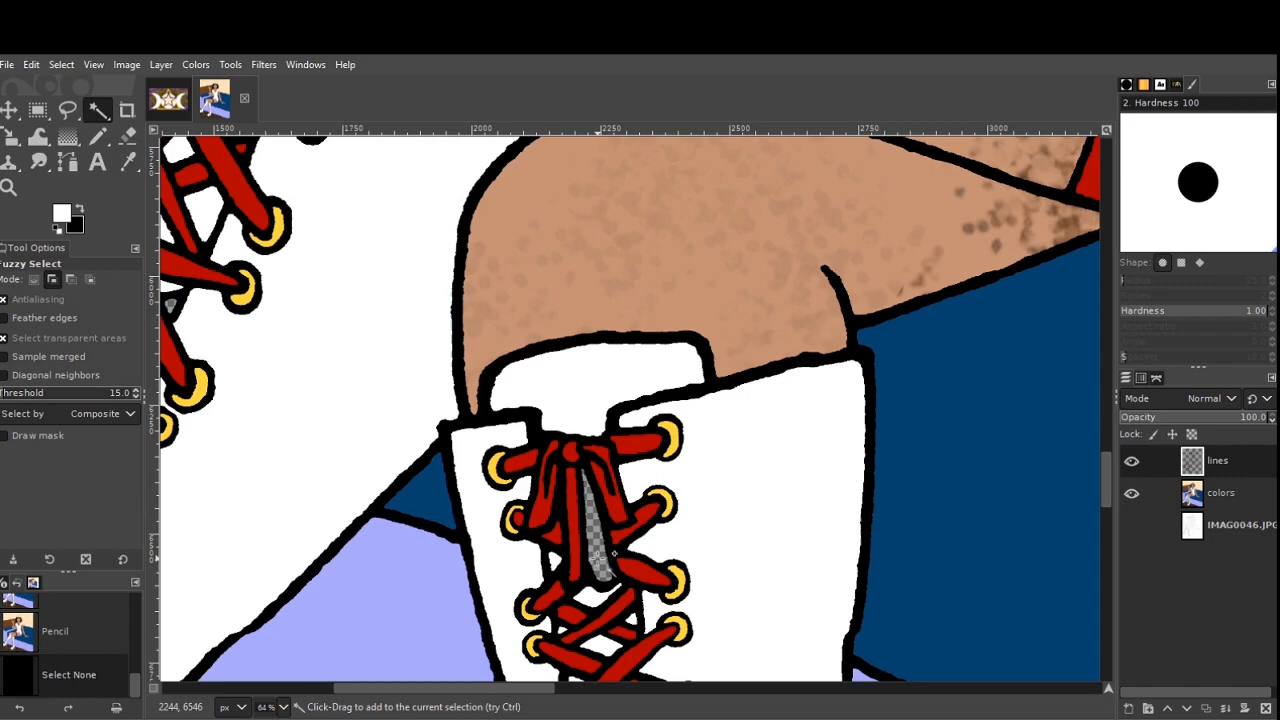 File Edit Select View Image Layer Colors Tools Filters Windows Help
1500 1750 2000 2250 2500 2750 3000
2. Hardness 100
Tool Options
Fuzzy Select
Mode:
Antialiasing
Feather edges
Select transparent areas
Sample merged
Diagonal neighbors
Threshold 15.0
Select by Composite
Draw mask
Pencil
Select None
Shape:
Hardness 1.00
Mode Normal
Opacity 100.0
Lock:
lines
colors
IMAG0046.JPG
2244, 6546 px 64 % Click-Drag to add to the current selection (try Ctrl)